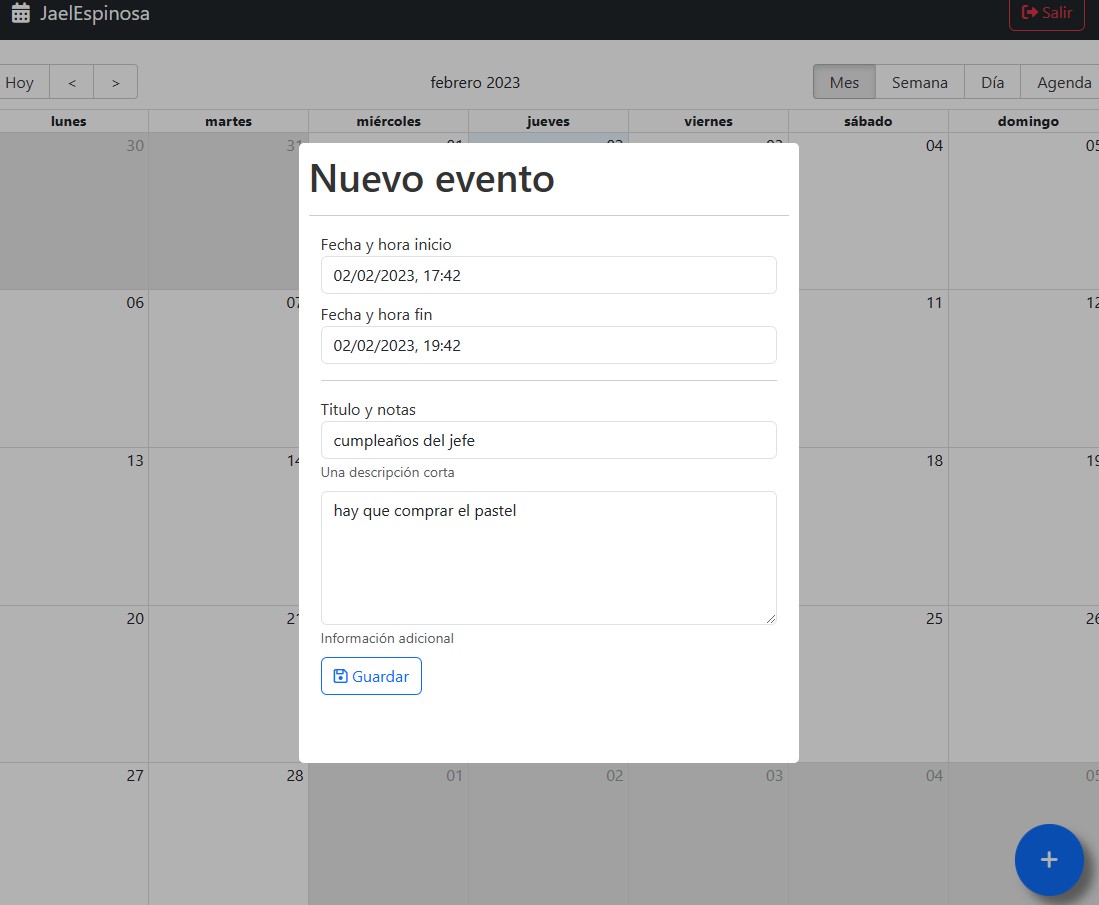 JaelEspinosa Salir
Hoy < > febrero 2023 Mes Semana Día Agenda
lunes martes miércoles jueves viernes sábado domingo
30 31 01 02 03 04 05
Nuevo evento
Fecha y hora inicio
02/02/2023, 17:42
Fecha y hora fin
02/02/2023, 19:42
06 07 11 12
Titulo y notas
cumpleaños del jefe
Una descripción corta
13 14 18 19
hay que comprar el pastel
20 21 25 26
Información adicional
Guardar
27 28 01 02 03 04 05
+